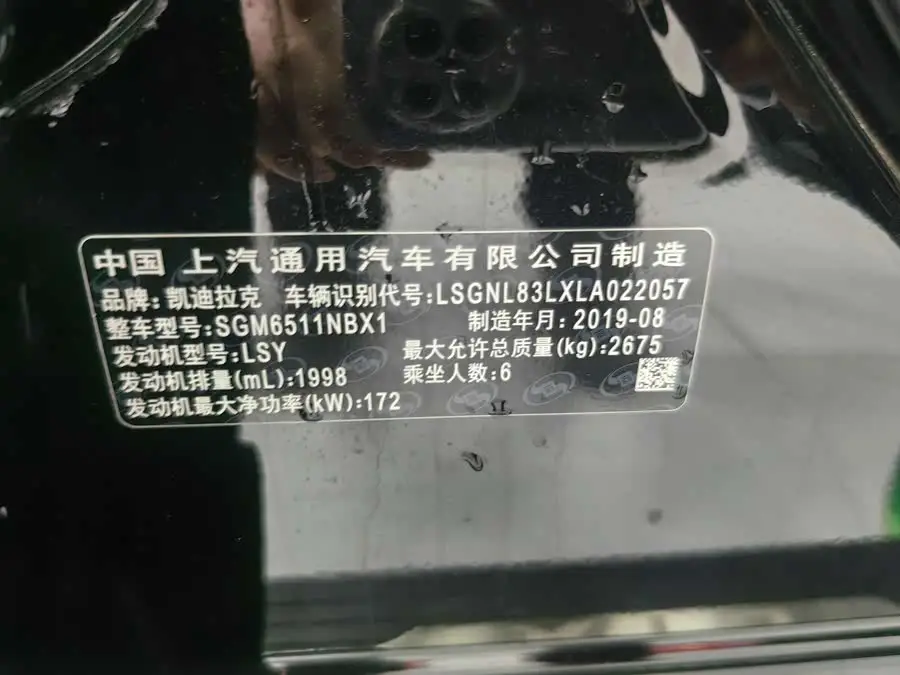 中国 上汽通用汽车有限公司制造
品牌:凯迪拉克 车辆识别代号:LSGNL83LXLA022057
整车型号:SGM6511NBX1 制造年月:2019-08
发动机型号:LSY 最大允许总质量(kg):2675
发动机排量(mL):1998 乘坐人数:6
发动机最大净功率(kW):172